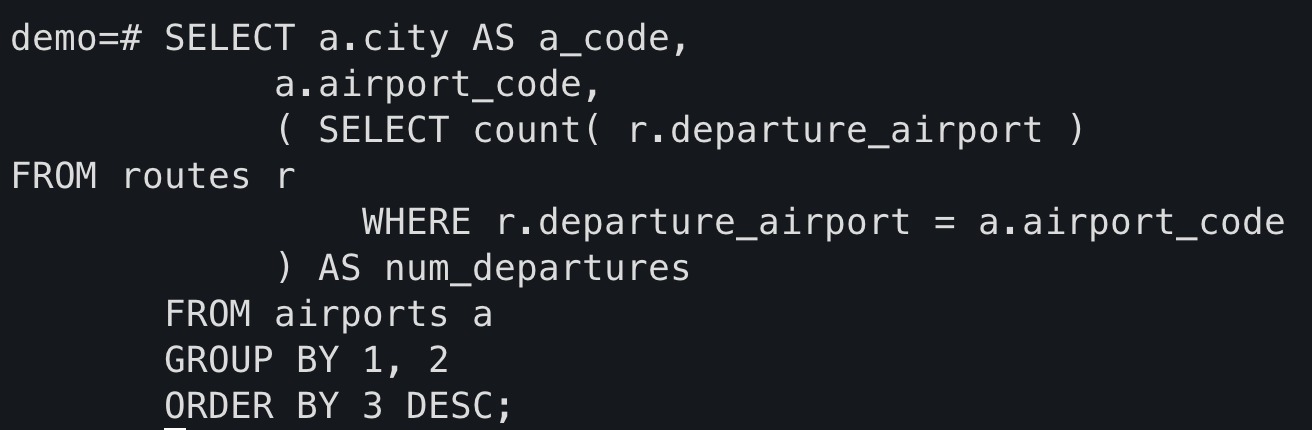 demo=# SELECT a.city AS a_code,
a.airport_code,
( SELECT count( r.departure_airport )
FROM routes r
WHERE r.departure_airport = a.airport_code
) AS num_departures
FROM airports a
GROUP BY 1, 2
ORDER BY 3 DESC;